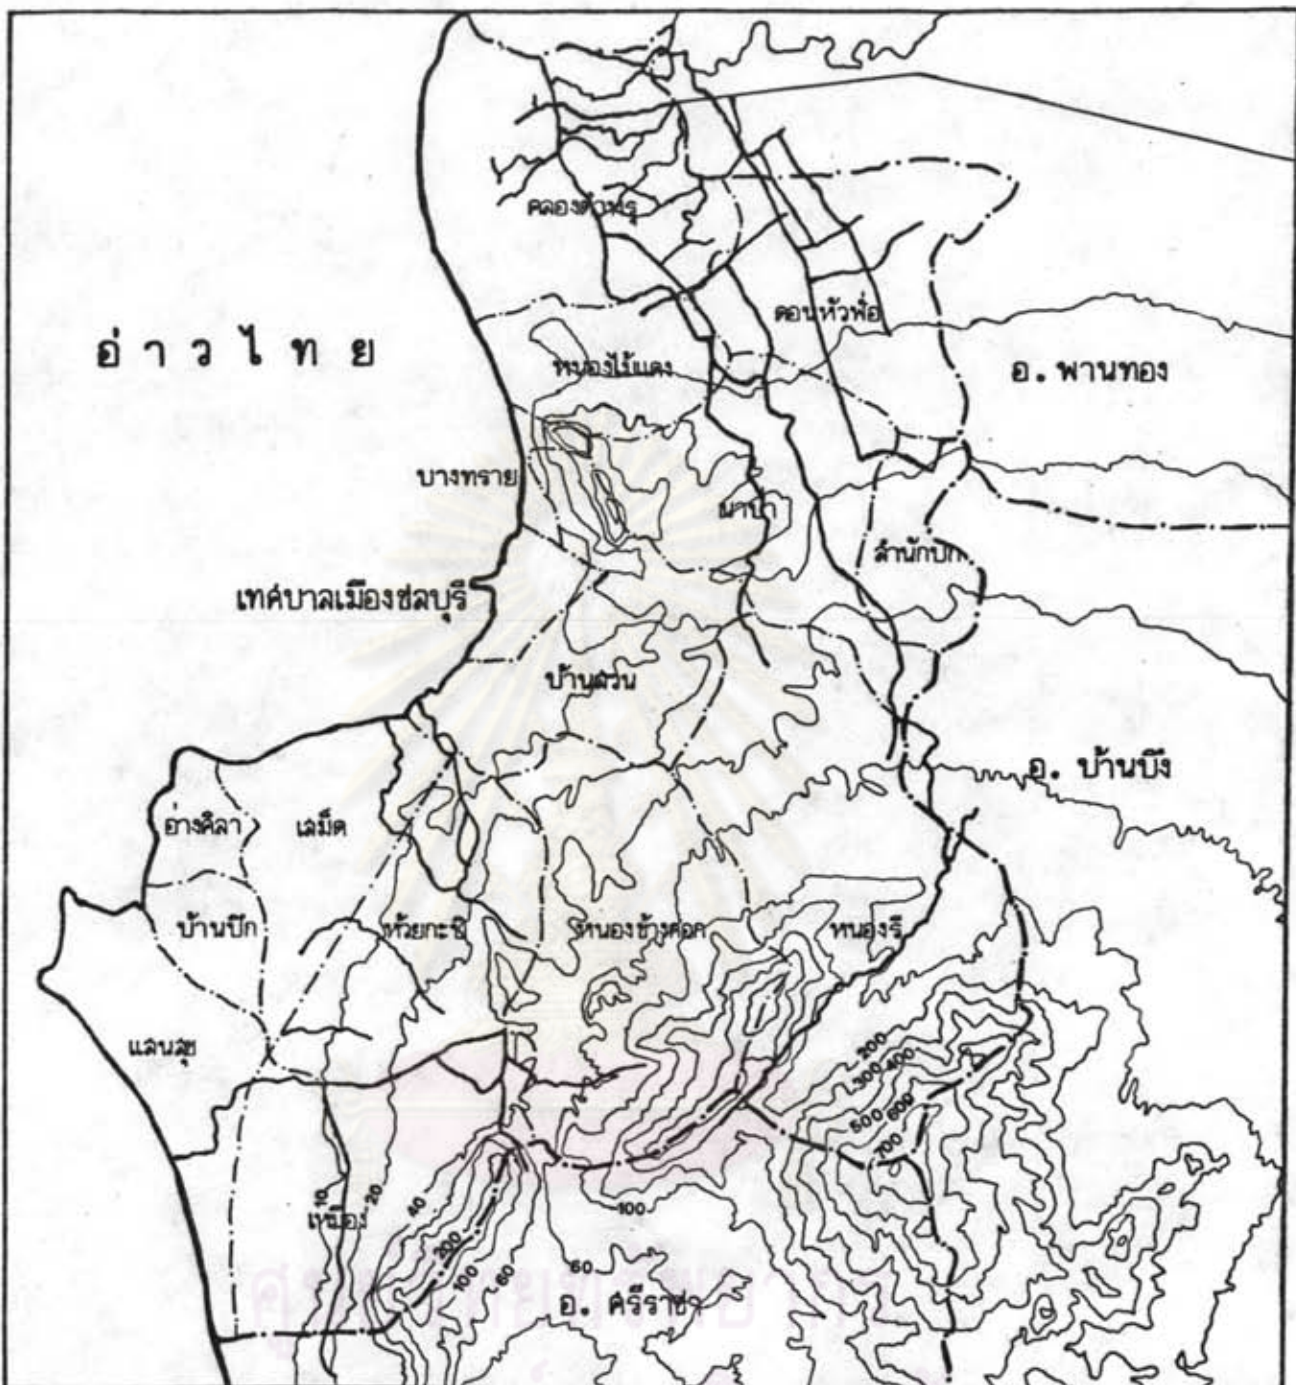 คลองตำหรุ
ดอนหัวฬ่อ
อ่าวไทย
หนองไม้แดง
อ. พานทอง
บางทราย
นาป่า
สำนักบก
เทศบาลเมืองชลบุรี
บ้านสวน
อ. บ้านบึง
อ่างศิลา
เสม็ด
บ้านปึก
ห้วยกะปิ
หนองข้างคอก
หนองรี
แสนสุข
200
300
400
500
600
700
10
20
40
เหมือง
200
100
60
100
60
อ. ศรีราชา